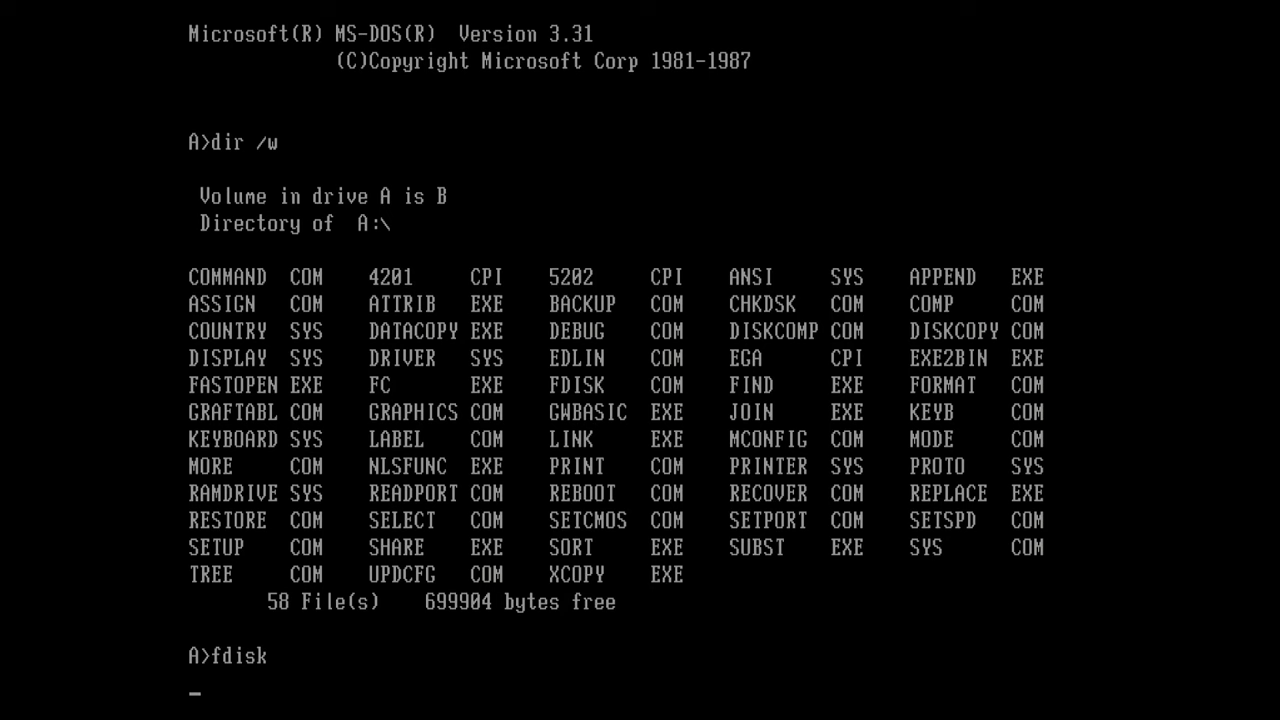 Microsoft(R) MS-DOS(R)  Version 3.31
             (C)Copyright Microsoft Corp 1981-1987
A>dir /w
 Volume in drive A is B
 Directory of  A:\
COMMAND  COM    4201     CPI    5202     CPI    ANSI     SYS    APPEND   EXE
ASSIGN   COM    ATTRIB   EXE    BACKUP   COM    CHKDSK   COM    COMP     COM
COUNTRY  SYS    DATACOPY EXE    DEBUG    COM    DISKCOMP COM    DISKCOPY COM
DISPLAY  SYS    DRIVER   SYS    EDLIN    COM    EGA      CPI    EXE2BIN  EXE
FASTOPEN EXE    FC       EXE    FDISK    COM    FIND     EXE    FORMAT   COM
GRAFTABL COM    GRAPHICS COM    GWBASIC  EXE    JOIN     EXE    KEYB     COM
KEYBOARD SYS    LABEL    COM    LINK     EXE    MCONFIG  COM    MODE     COM
MORE     COM    NLSFUNC  EXE    PRINT    COM    PRINTER  SYS    PROTO    SYS
RAMDRIVE SYS    READPORT COM    REBOOT   COM    RECOVER  COM    REPLACE  EXE
RESTORE  COM    SELECT   COM    SETCMOS  COM    SETPORT  COM    SETSPD   COM
SETUP    COM    SHARE    EXE    SORT     EXE    SUBST    EXE    SYS      COM
TREE     COM    UPDCFG   COM    XCOPY    EXE
       58 File(s)    699904 bytes free
A>fdisk
_